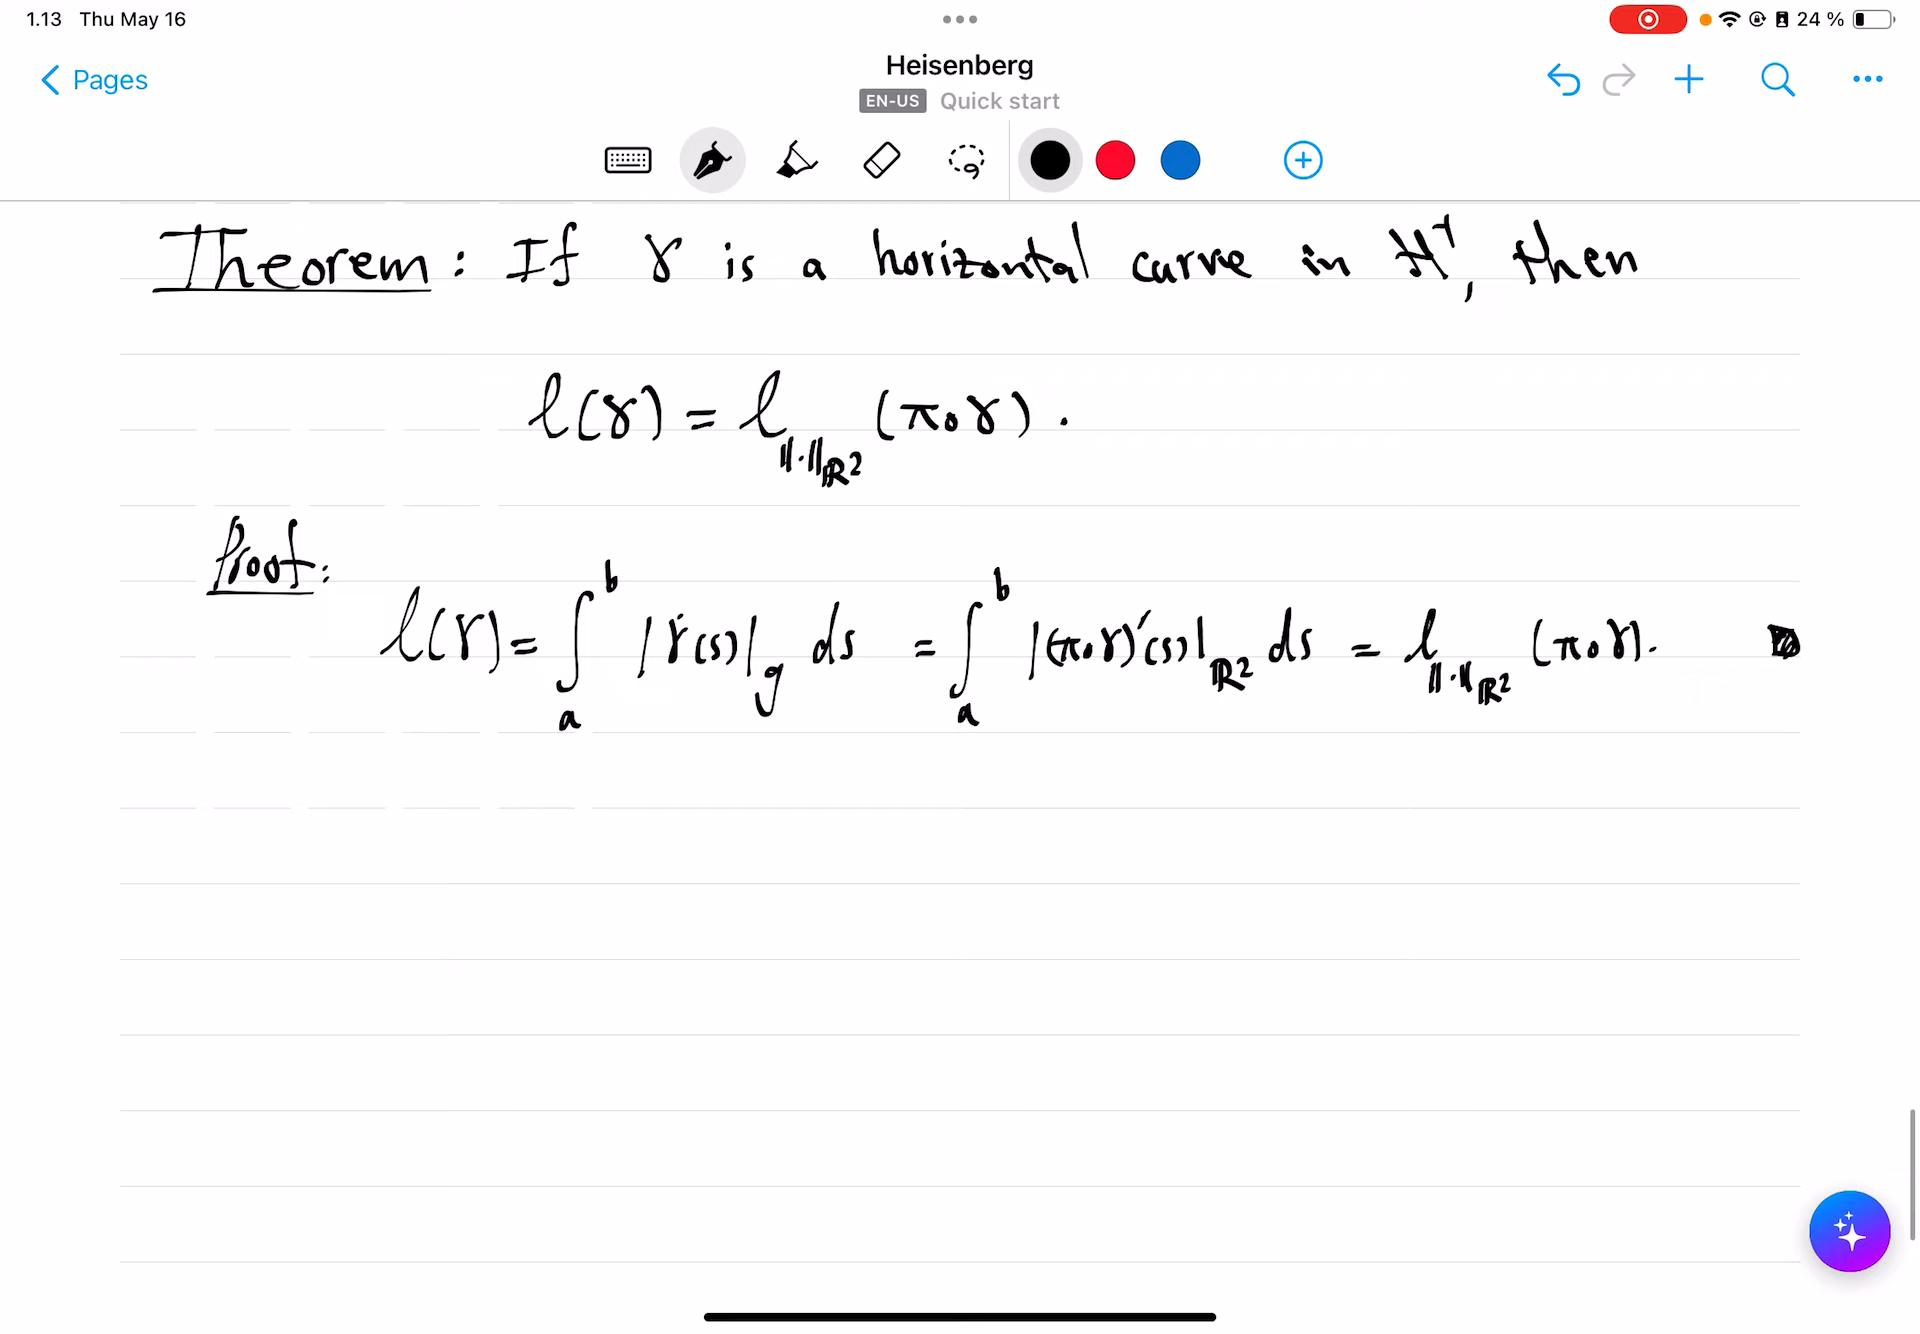 1.13 Thu May 16
24 %
Pages
Heisenberg
EN-US Quick start
Theorem: If γ is a horizontal curve in ℍ¹, then
l(γ) = l_{||·||_{ℝ²}} (π∘γ).
Proof:
l(γ) = ∫_a^b |γ̇(s)|_g ds = ∫_a^b |(π∘γ)′(s)|_{ℝ²} ds = l_{||·||_{ℝ²}} (π∘γ).